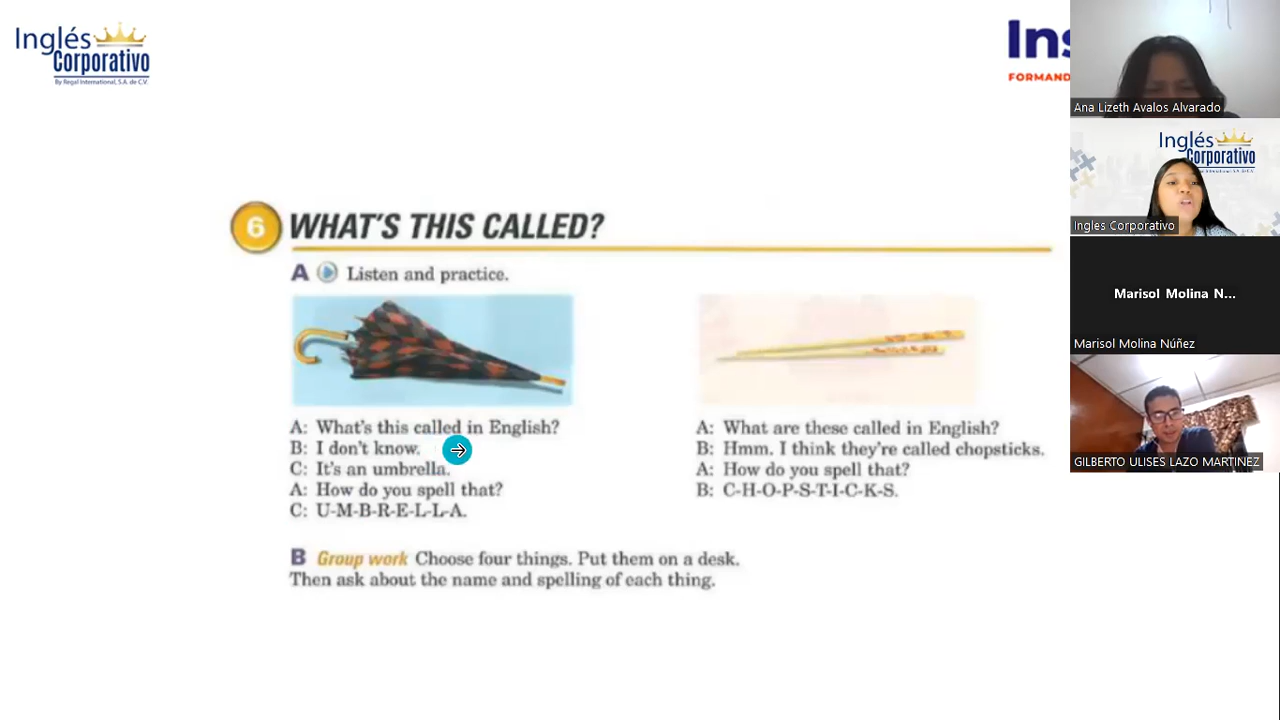 Inglés
Corporativo
By Regal International, S.A. de C.V.
Ins
FORMAND
6 WHAT'S THIS CALLED?
A Listen and practice.
A: What's this called in English?
B: I don't know.
C: It's an umbrella.
A: How do you spell that?
C: U-M-B-R-E-L-L-A.
A: What are these called in English?
B: Hmm. I think they're called chopsticks.
A: How do you spell that?
B: C-H-O-P-S-T-I-C-K-S.
B Group work Choose four things. Put them on a desk.
Then ask about the name and spelling of each thing.
Ana Lizeth Avalos Alvarado
Inglés
Corporativo
Ingles Corporativo
Marisol Molina N...
Marisol Molina Núñez
GILBERTO ULISES LAZO MARTINEZ